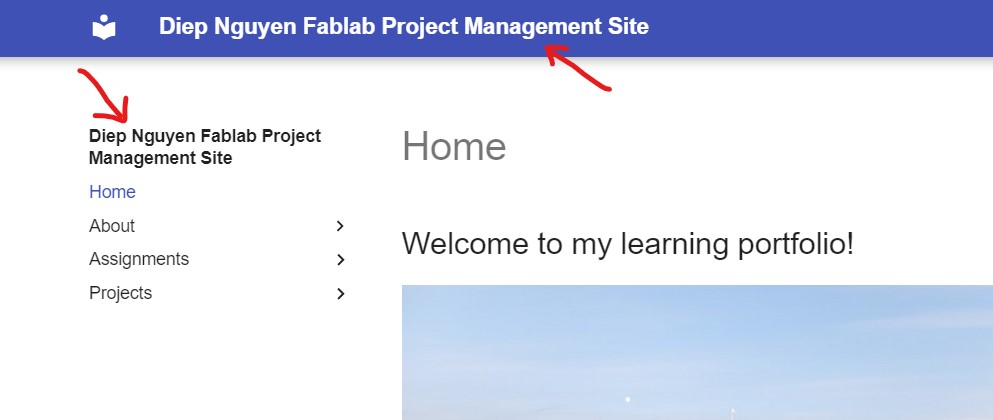 Diep Nguyen Fablab Project Management Site
Diep Nguyen Fablab Project
Management Site
Home
About
Assignments
Projects
Home
Welcome to my learning portfolio!